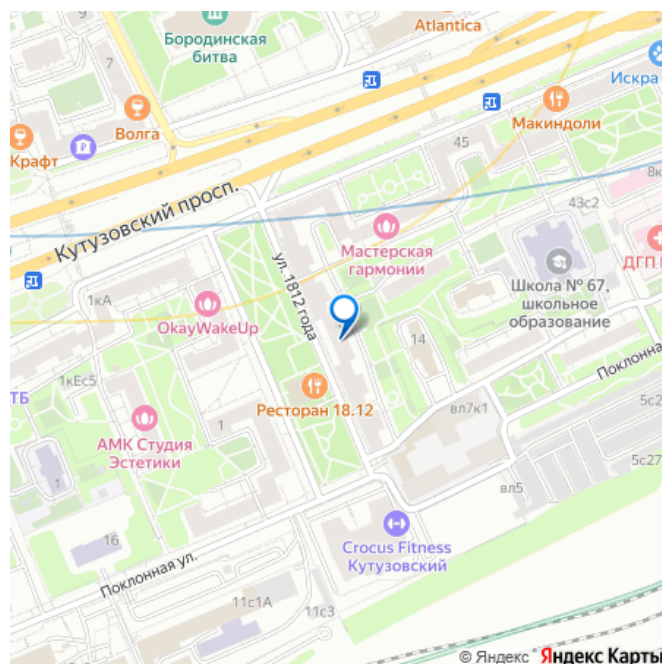 Atlantica
Бородинская
битва
7
Искра
Волга
Макиндоли
Крафт
45
8к
Кутузовский просп.
43с2
Мастерская
гармонии
ДГП
ул. 1812 года
Школа № 67,
школьное
образование
1кА
OkayWakeUp
14
Поклонная
1кЕс5
ТБ
Ресторан 18.12
вл7к1
5с2
АМК Студия
Эстетики
1
5с27
1
вл5
16
Crocus Fitness
Кутузовский
Поклонная ул.
11с1А
11с3
© Яндекс Яндекс Карты